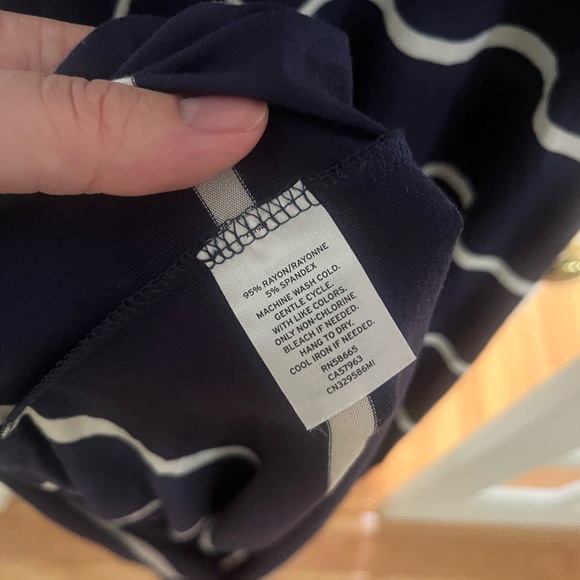 95% RAYON/RAYONNE
5% SPANDEX
MACHINE WASH COLD.
GENTLE CYCLE.
WITH LIKE COLORS.
ONLY NON-CHLORINE
BLEACH IF NEEDED.
HANG TO DRY.
COOL IRON IF NEEDED.
RN58665
CA57963
CN329586MI